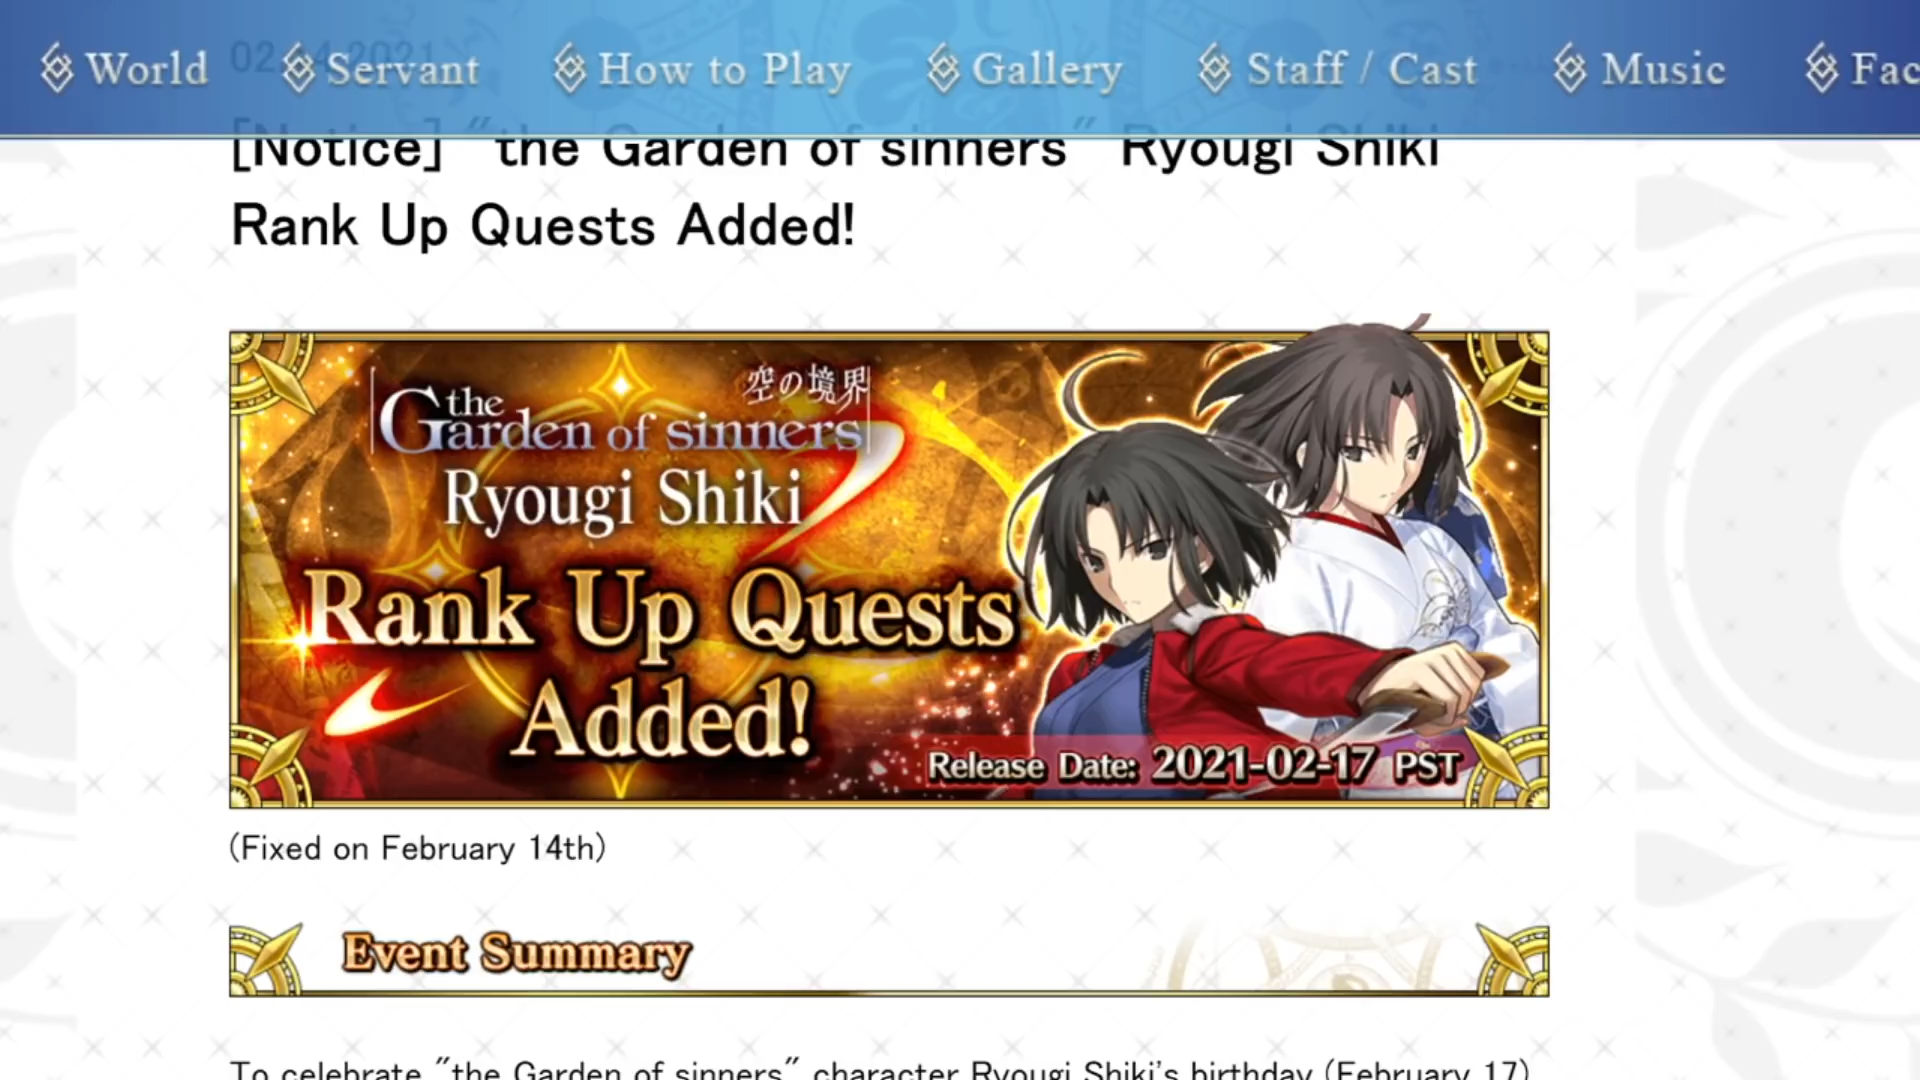 World Servant How to Play Gallery Staff / Cast Music Fac
[Notice] "the Garden of sinners" Ryougi Shiki
Rank Up Quests Added!
空の境界
the Garden of sinners
Ryougi Shiki
Rank Up Quests
Added!
Release Date: 2021-02-17 PST
(Fixed on February 14th)
Event Summary
To celebrate "the Garden of sinners" character Ryougi Shiki's birthday (February 17)